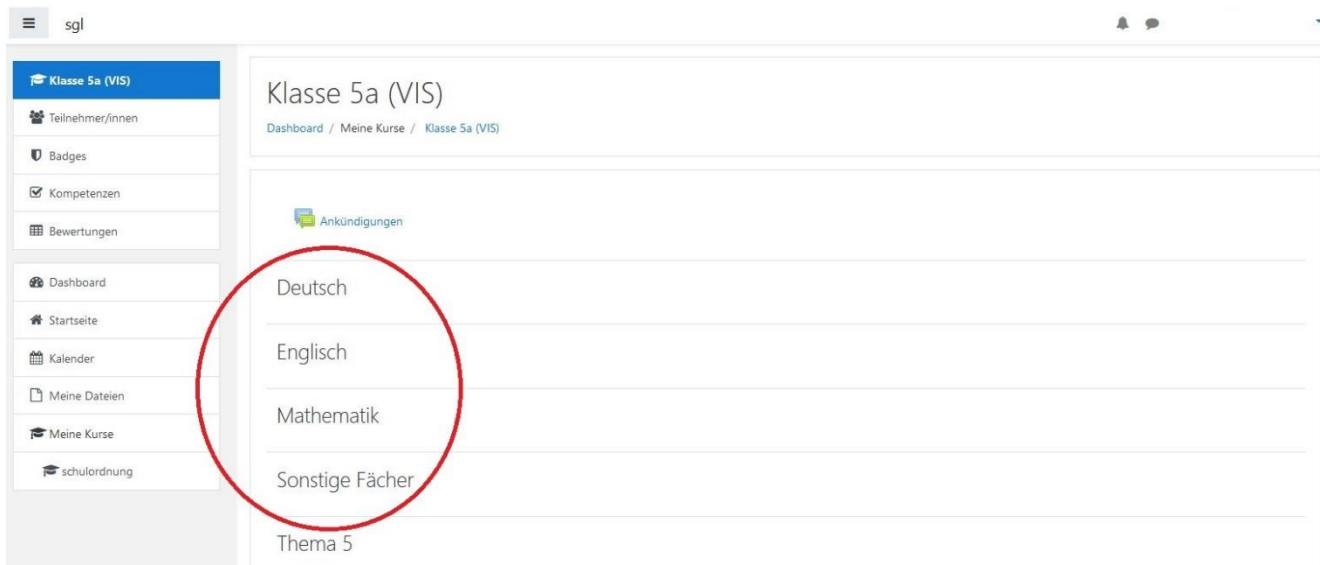 sgl
Klasse 5a (VIS)
Teilnehmer/innen
Badges
Kompetenzen
Bewertungen
Dashboard
Startseite
Kalender
Meine Dateien
Meine Kurse
schulordnung
Klasse 5a (VIS)
Dashboard / Meine Kurse / Klasse 5a (VIS)
Ankündigungen
Deutsch
Englisch
Mathematik
Sonstige Fächer
Thema 5